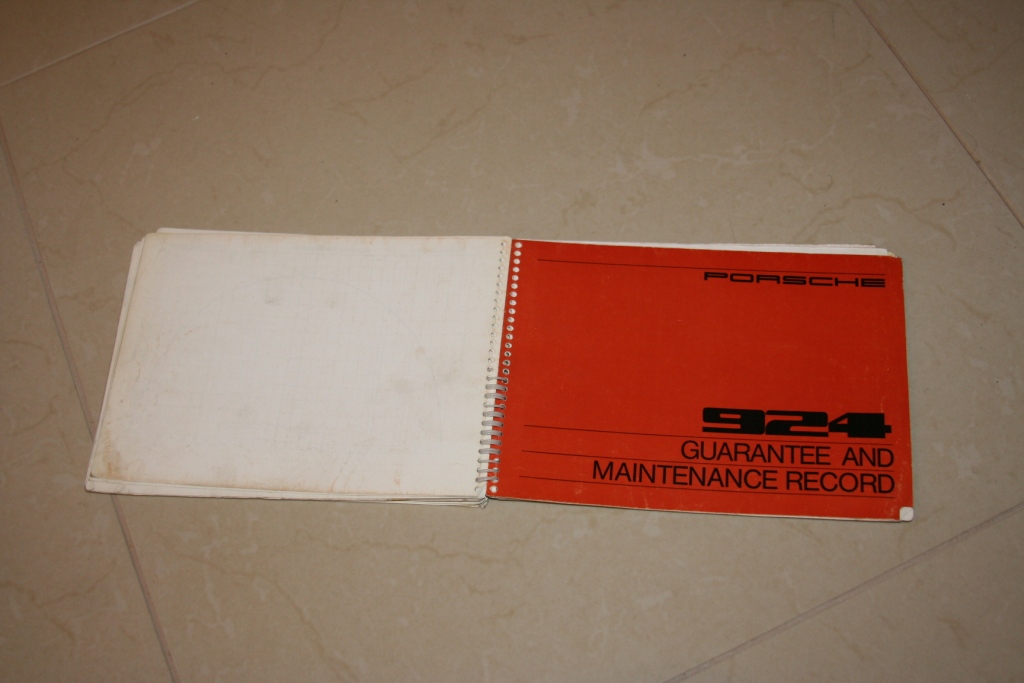 PORSCHE
924
GUARANTEE AND
MAINTENANCE RECORD